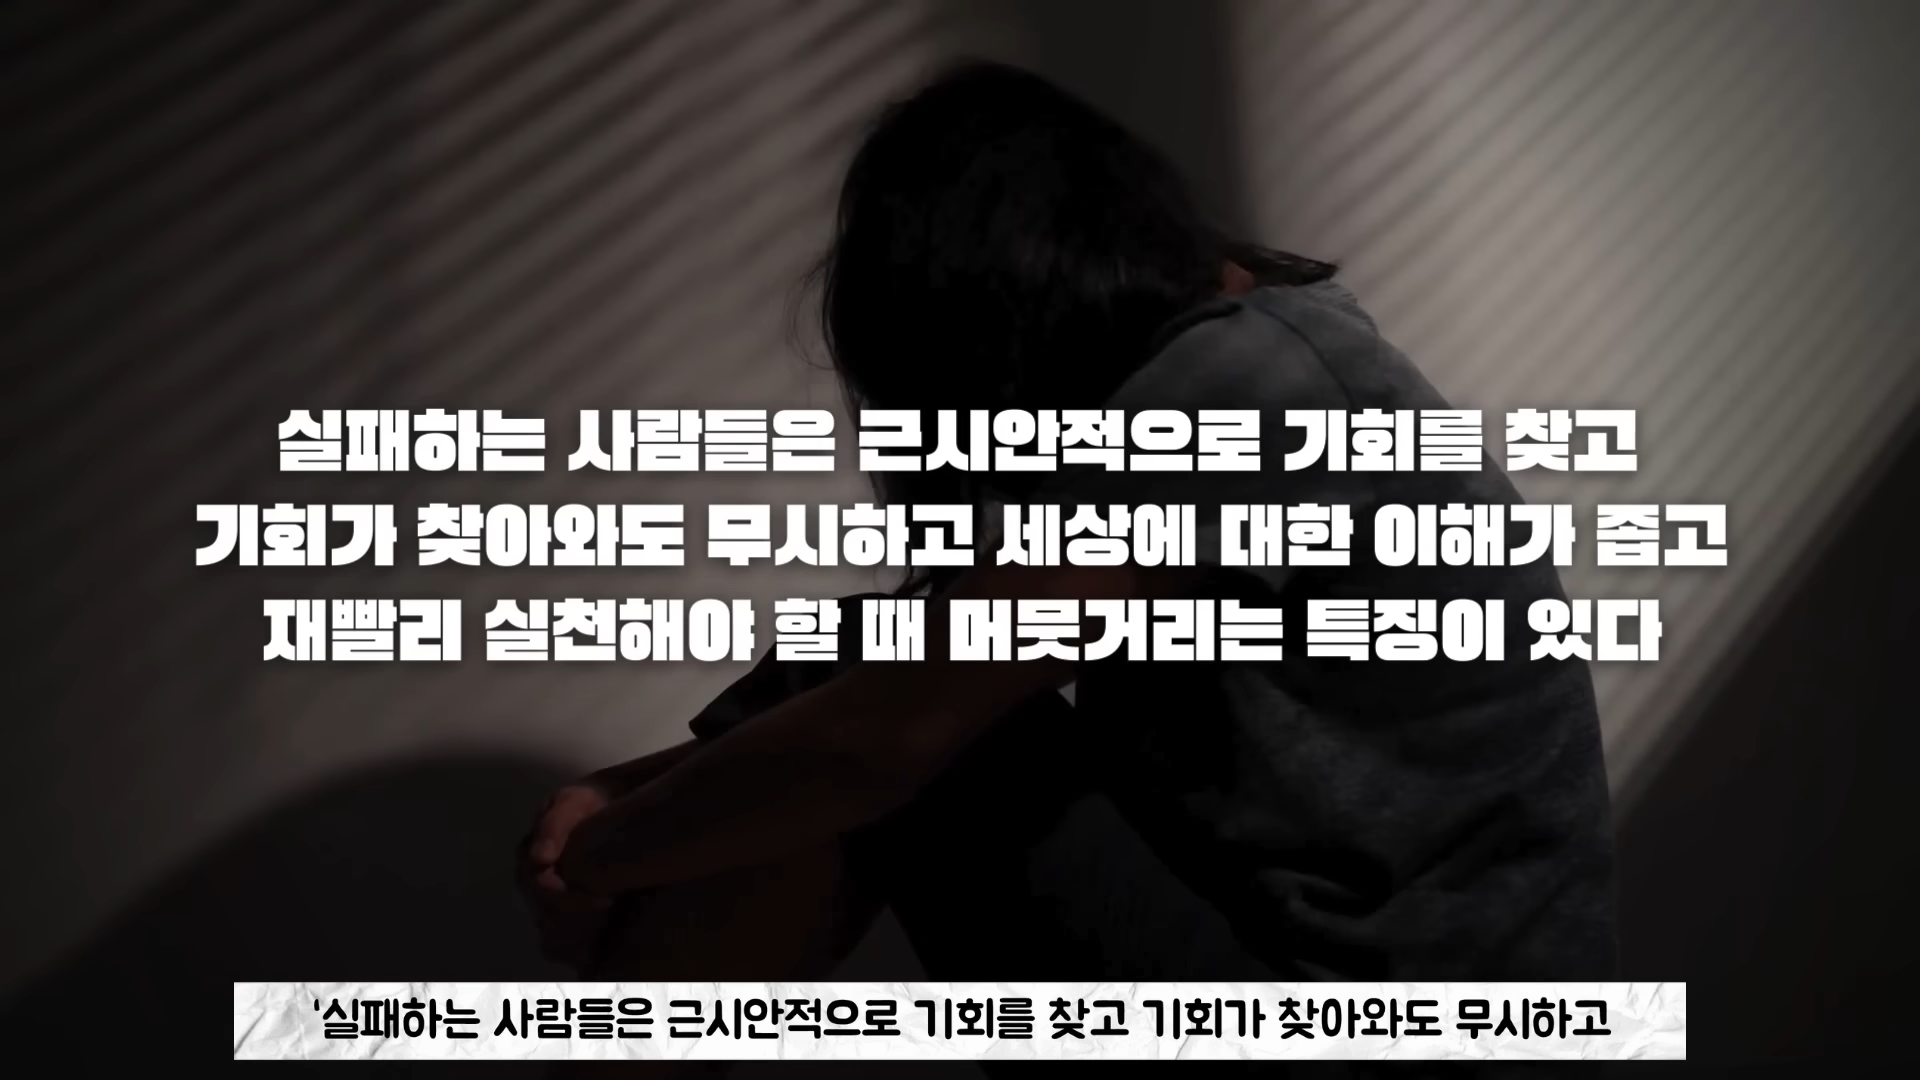 실패하는 사람들은 근시안적으로 기회를 찾고
기회가 찾아와도 무시하고 세상에 대한 이해가 좁고
재빨리 실천해야 할 때 머뭇거리는 특징이 있다
'실패하는 사람들은 근시안적으로 기회를 찾고 기회가 찾아와도 무시하고